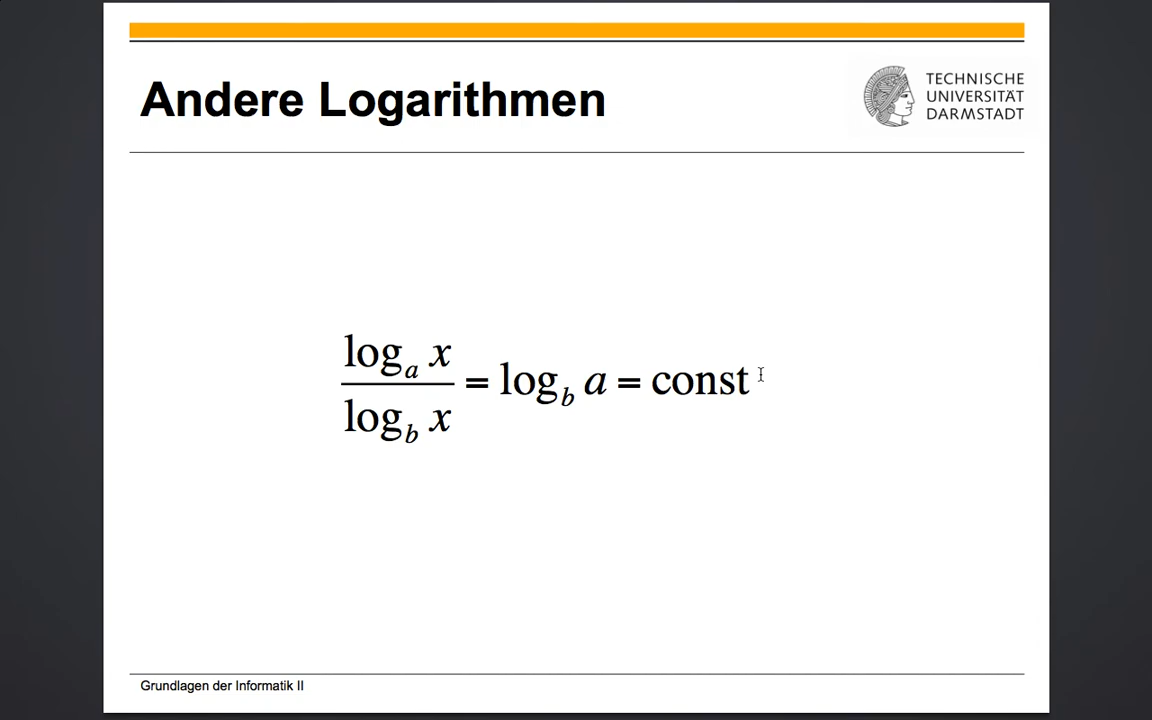 Andere Logarithmen
TECHNISCHE
UNIVERSITÄT
DARMSTADT
log_a x / log_b x = log_b a = const
Grundlagen der Informatik II